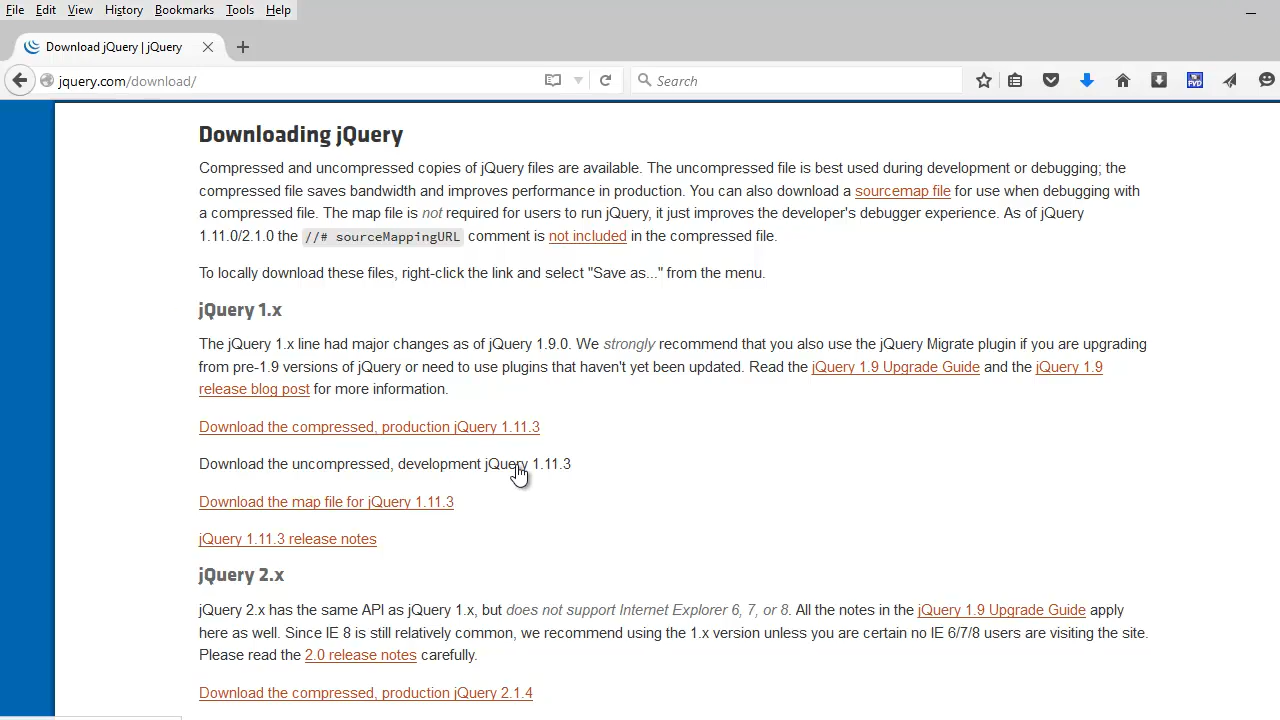 File Edit View History Bookmarks Tools Help
Download jQuery | jQuery
jquery.com/download/
Search
Downloading jQuery
Compressed and uncompressed copies of jQuery files are available. The uncompressed file is best used during development or debugging; the
compressed file saves bandwidth and improves performance in production. You can also download a sourcemap file for use when debugging with
a compressed file. The map file is not required for users to run jQuery, it just improves the developer's debugger experience. As of jQuery
1.11.0/2.1.0 the //# sourceMappingURL comment is not included in the compressed file.
To locally download these files, right-click the link and select "Save as..." from the menu.
jQuery 1.x
The jQuery 1.x line had major changes as of jQuery 1.9.0. We strongly recommend that you also use the jQuery Migrate plugin if you are upgrading
from pre-1.9 versions of jQuery or need to use plugins that haven't yet been updated. Read the jQuery 1.9 Upgrade Guide and the jQuery 1.9
release blog post for more information.
Download the compressed, production jQuery 1.11.3
Download the uncompressed, development jQuery 1.11.3
Download the map file for jQuery 1.11.3
jQuery 1.11.3 release notes
jQuery 2.x
jQuery 2.x has the same API as jQuery 1.x, but does not support Internet Explorer 6, 7, or 8. All the notes in the jQuery 1.9 Upgrade Guide apply
here as well. Since IE 8 is still relatively common, we recommend using the 1.x version unless you are certain no IE 6/7/8 users are visiting the site.
Please read the 2.0 release notes carefully.
Download the compressed, production jQuery 2.1.4